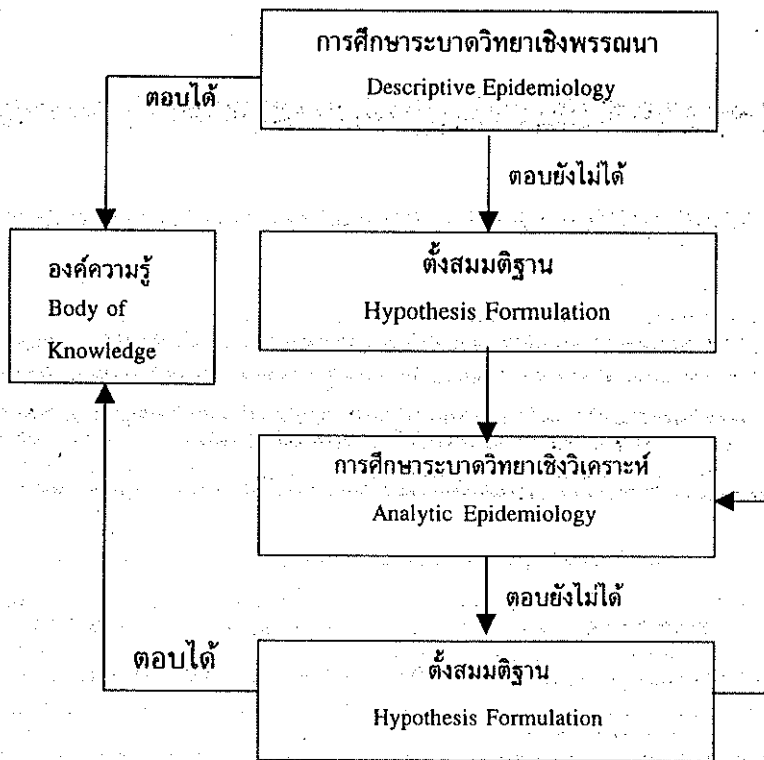 การศึกษาระบาดวิทยาเชิงพรรณนา
Descriptive Epidemiology
ตอบได้
ตอบยังไม่ได้
องค์ความรู้
Body of
Knowledge
ตั้งสมมติฐาน
Hypothesis Formulation
การศึกษาระบาดวิทยาเชิงวิเคราะห์
Analytic Epidemiology
ตอบยังไม่ได้
ตอบได้
ตั้งสมมติฐาน
Hypothesis Formulation